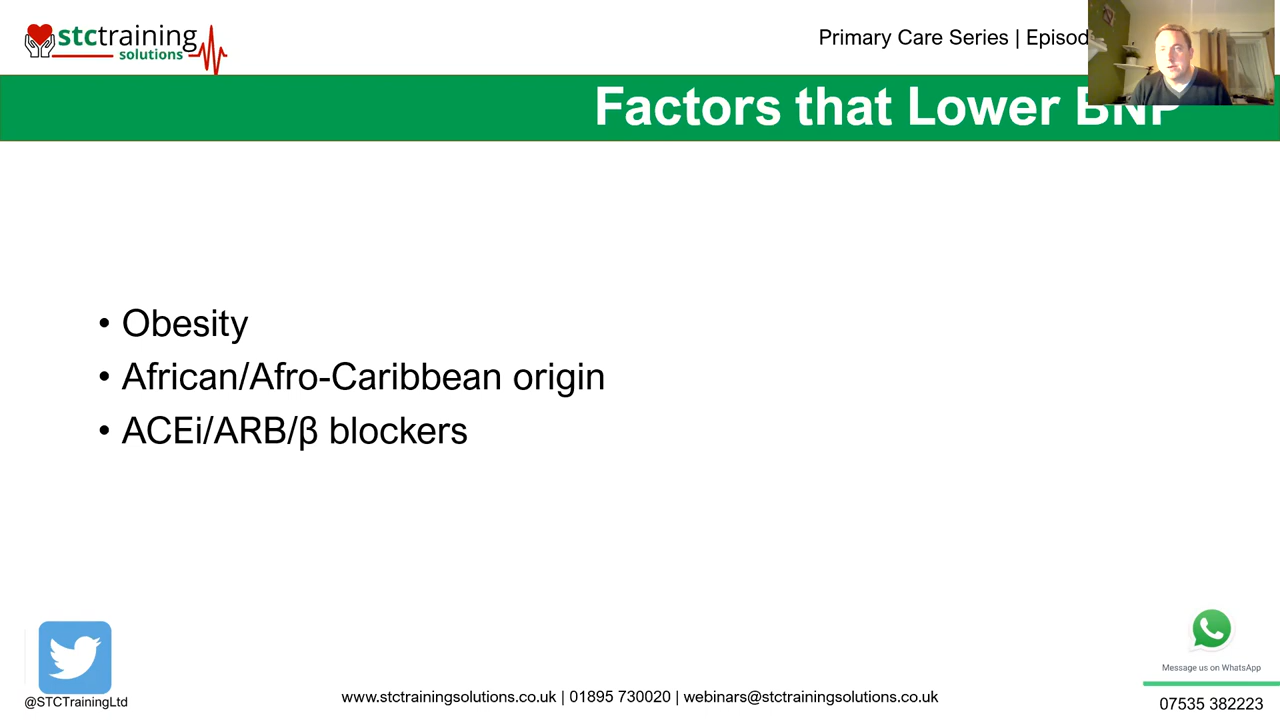 stctraining
solutions
Primary Care Series | Episod
Factors that Lower BNP
• Obesity
• African/Afro-Caribbean origin
• ACEi/ARB/β blockers
@STCTrainingLtd
www.stctrainingsolutions.co.uk | 01895 730020 | webinars@stctrainingsolutions.co.uk
Message us on WhatsApp
07535 382223